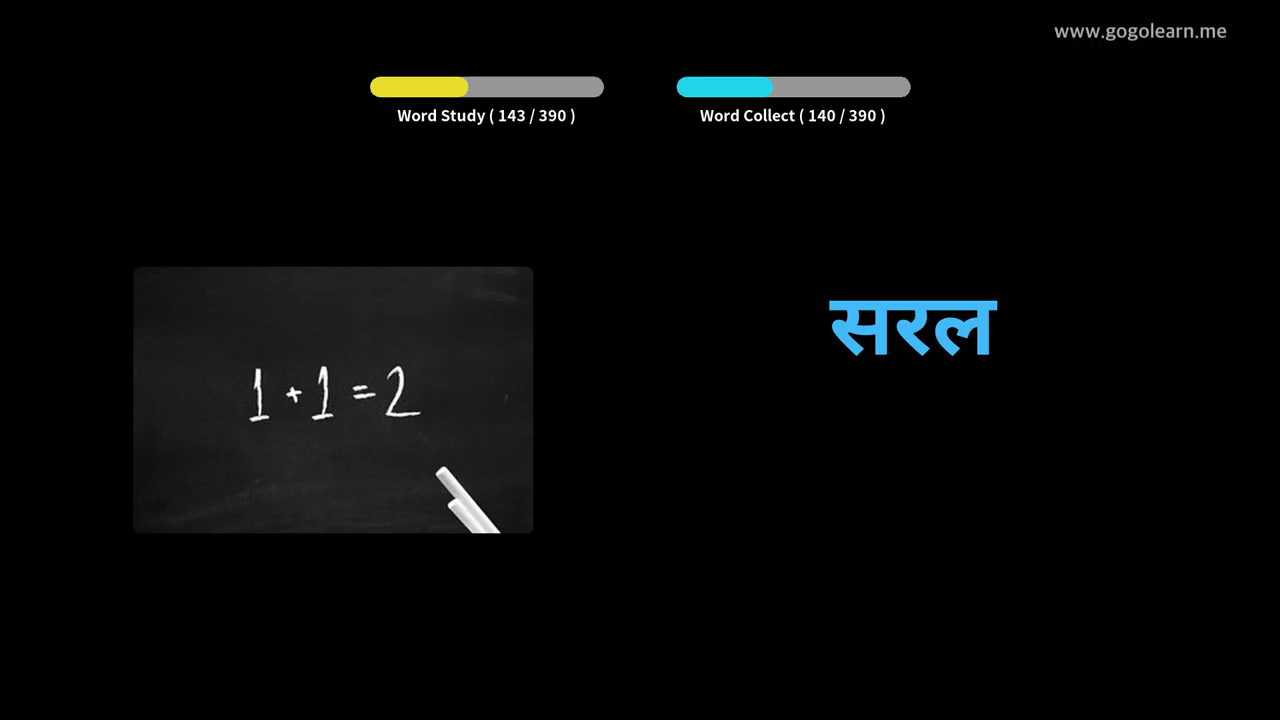 www.gogolearn.me
Word Study ( 143 / 390 )
Word Collect ( 140 / 390 )
सरल
1 + 1 = 2